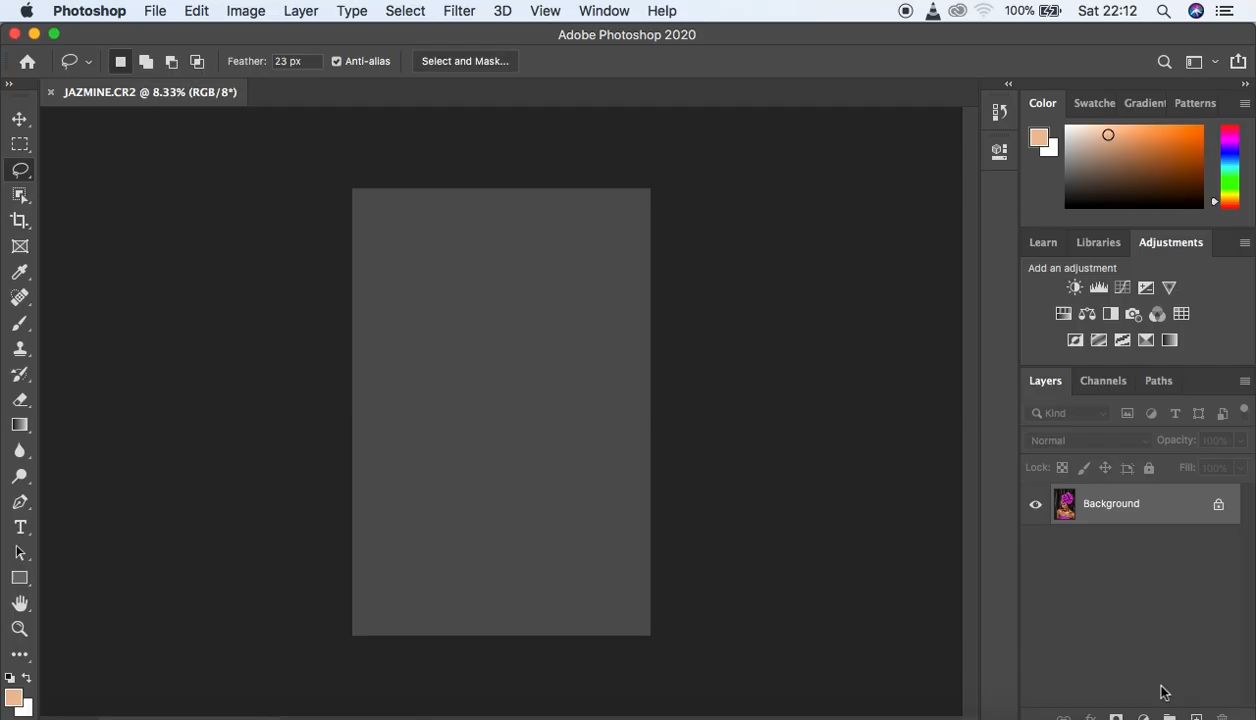 Photoshop File Edit Image Layer Type Select Filter 3D View Window Help 100% Sat 22:12
Adobe Photoshop 2020
Feather: 23 px Anti-alias Select and Mask...
JAZMINE.CR2 @ 8.33% (RGB/8*)
Color Swatche Gradient Patterns
Learn Libraries Adjustments
Add an adjustment
Layers Channels Paths
Kind
Normal Opacity: 100%
Lock: Fill: 100%
Background